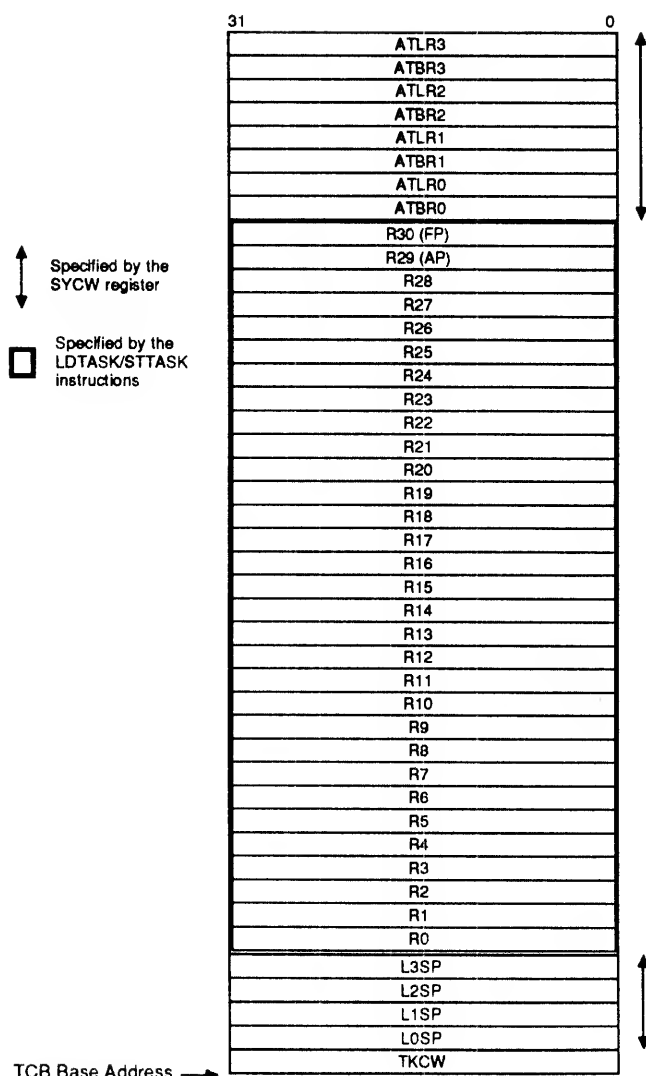 31 0
ATLR3
ATBR3
ATLR2
ATBR2
ATLR1
ATBR1
ATLR0
ATBR0
R30 (FP)
R29 (AP)
R28
R27
R26
R25
R24
R23
R22
R21
R20
R19
R18
R17
R16
R15
R14
R13
R12
R11
R10
R9
R8
R7
R6
R5
R4
R3
R2
R1
R0
L3SP
L2SP
L1SP
L0SP
TKCW
Specified by the
SYCW register
Specified by the
LDTASK/STTASK
instructions
TCB Base Address